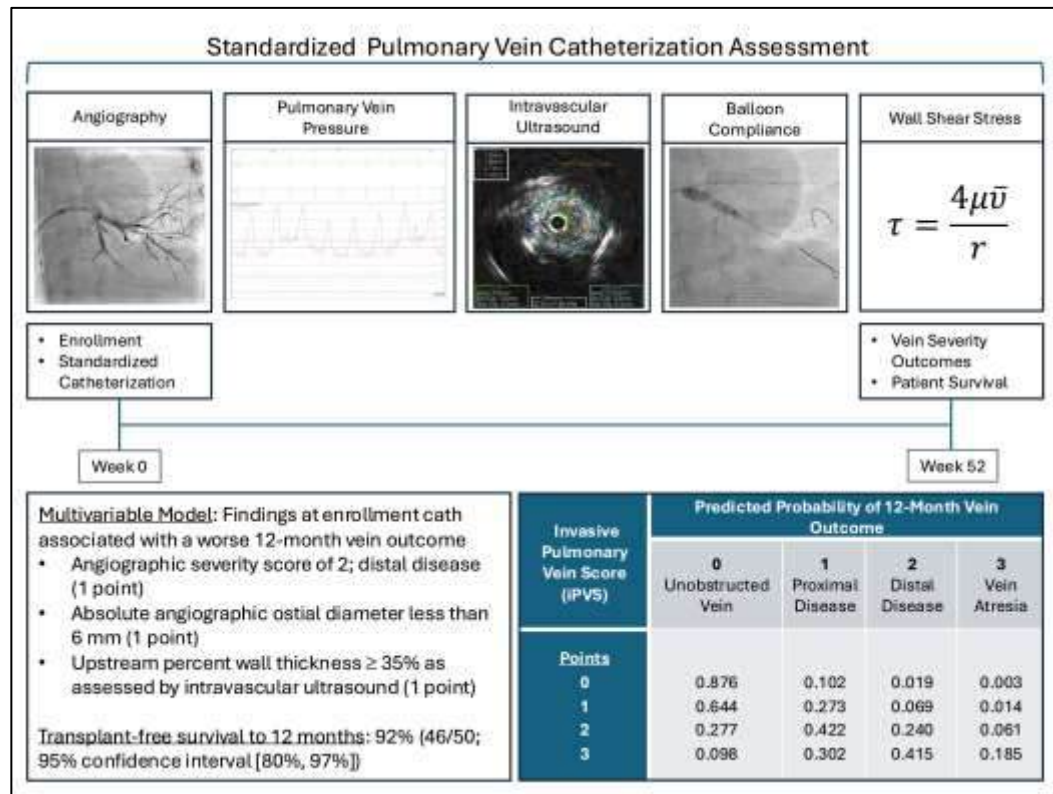 Standardized Pulmonary Vein Catheterization Assessment
Angiography
Pulmonary Vein
Pressure
Intravascular
Ultrasound
Balloon
Compliance
Wall Shear Stress
τ = 4μῡ / r
• Enrollment
• Standardized
Catheterization
• Vein Severity
Outcomes
• Patient Survival
Week 0
Week 52
Multivariable Model: Findings at enrollment cath
associated with a worse 12-month vein outcome
• Angiographic severity score of 2; distal disease
(1 point)
• Absolute angiographic ostial diameter less than
6 mm (1 point)
• Upstream percent wall thickness ≥ 35% as
assessed by intravascular ultrasound (1 point)
Transplant-free survival to 12 months: 92% (46/50;
95% confidence interval [80%, 97%])
Invasive
Pulmonary
Vein Score
(iPVS)
Predicted Probability of 12-Month Vein
Outcome
0 1 2 3
Unobstructed Proximal Distal Vein
Vein Disease Disease Atresia
Points
0 0.876 0.102 0.019 0.003
1 0.644 0.273 0.069 0.014
2 0.277 0.422 0.240 0.061
3 0.098 0.302 0.415 0.185